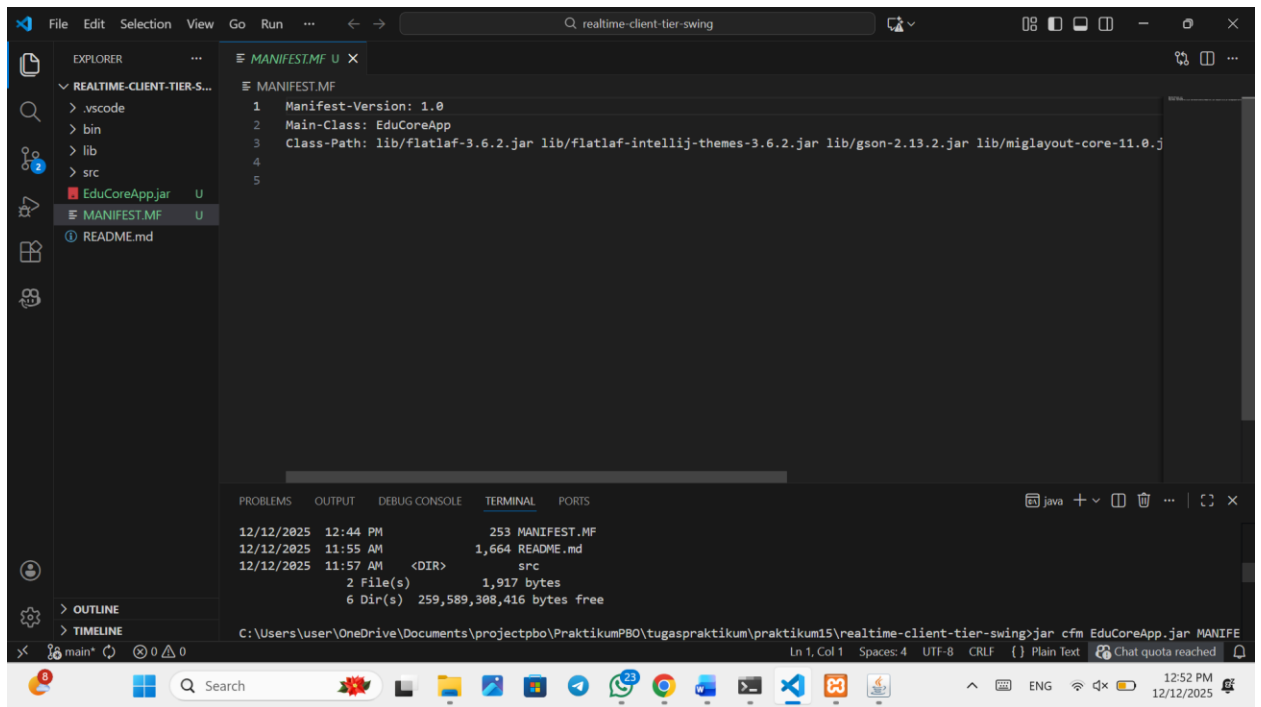 File Edit Selection View Go Run ··· realtime-client-tier-swing
EXPLORER ···
REALTIME-CLIENT-TIER-S...
.vscode
bin
lib
src
EduCoreApp.jar U
MANIFEST.MF U
README.md
OUTLINE
TIMELINE
2
MANIFEST.MF U
MANIFEST.MF
1 Manifest-Version: 1.0
2 Main-Class: EduCoreApp
3 Class-Path: lib/flatlaf-3.6.2.jar lib/flatlaf-intellij-themes-3.6.2.jar lib/gson-2.13.2.jar lib/miglayout-core-11.0.j
4
5
PROBLEMS OUTPUT DEBUG CONSOLE TERMINAL PORTS java
12/12/2025 12:44 PM 253 MANIFEST.MF
12/12/2025 11:55 AM 1,664 README.md
12/12/2025 11:57 AM <DIR> src
2 File(s) 1,917 bytes
6 Dir(s) 259,589,308,416 bytes free
C:\Users\user\OneDrive\Documents\projectpbo\PraktikumPBO\tugaspraktikum\praktikum15\realtime-client-tier-swing>jar cfm EduCoreApp.jar MANIFE
main* 0 0 Ln 1, Col 1 Spaces: 4 UTF-8 CRLF {} Plain Text Chat quota reached
8 Search 23 ENG 12:52 PM
12/12/2025